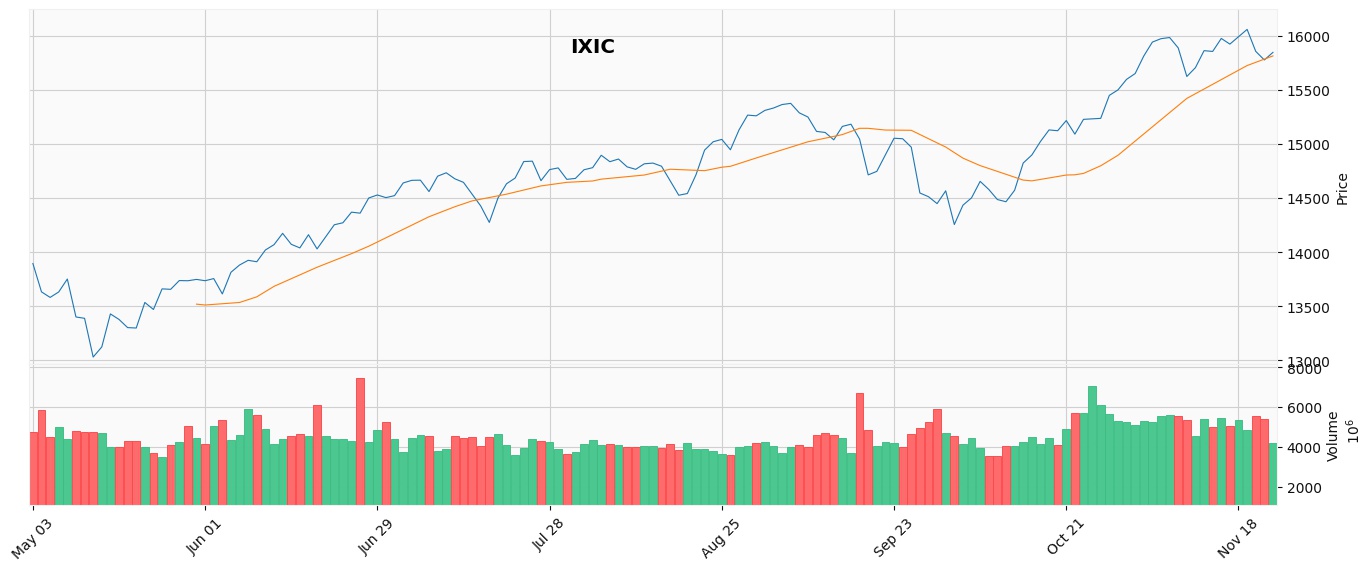 IXIC
16000
15500
15000
14500
14000
13500
13000
Price
8000
6000
4000
2000
Volume
10⁶
May 03
Jun 01
Jun 29
Jul 28
Aug 25
Sep 23
Oct 21
Nov 18